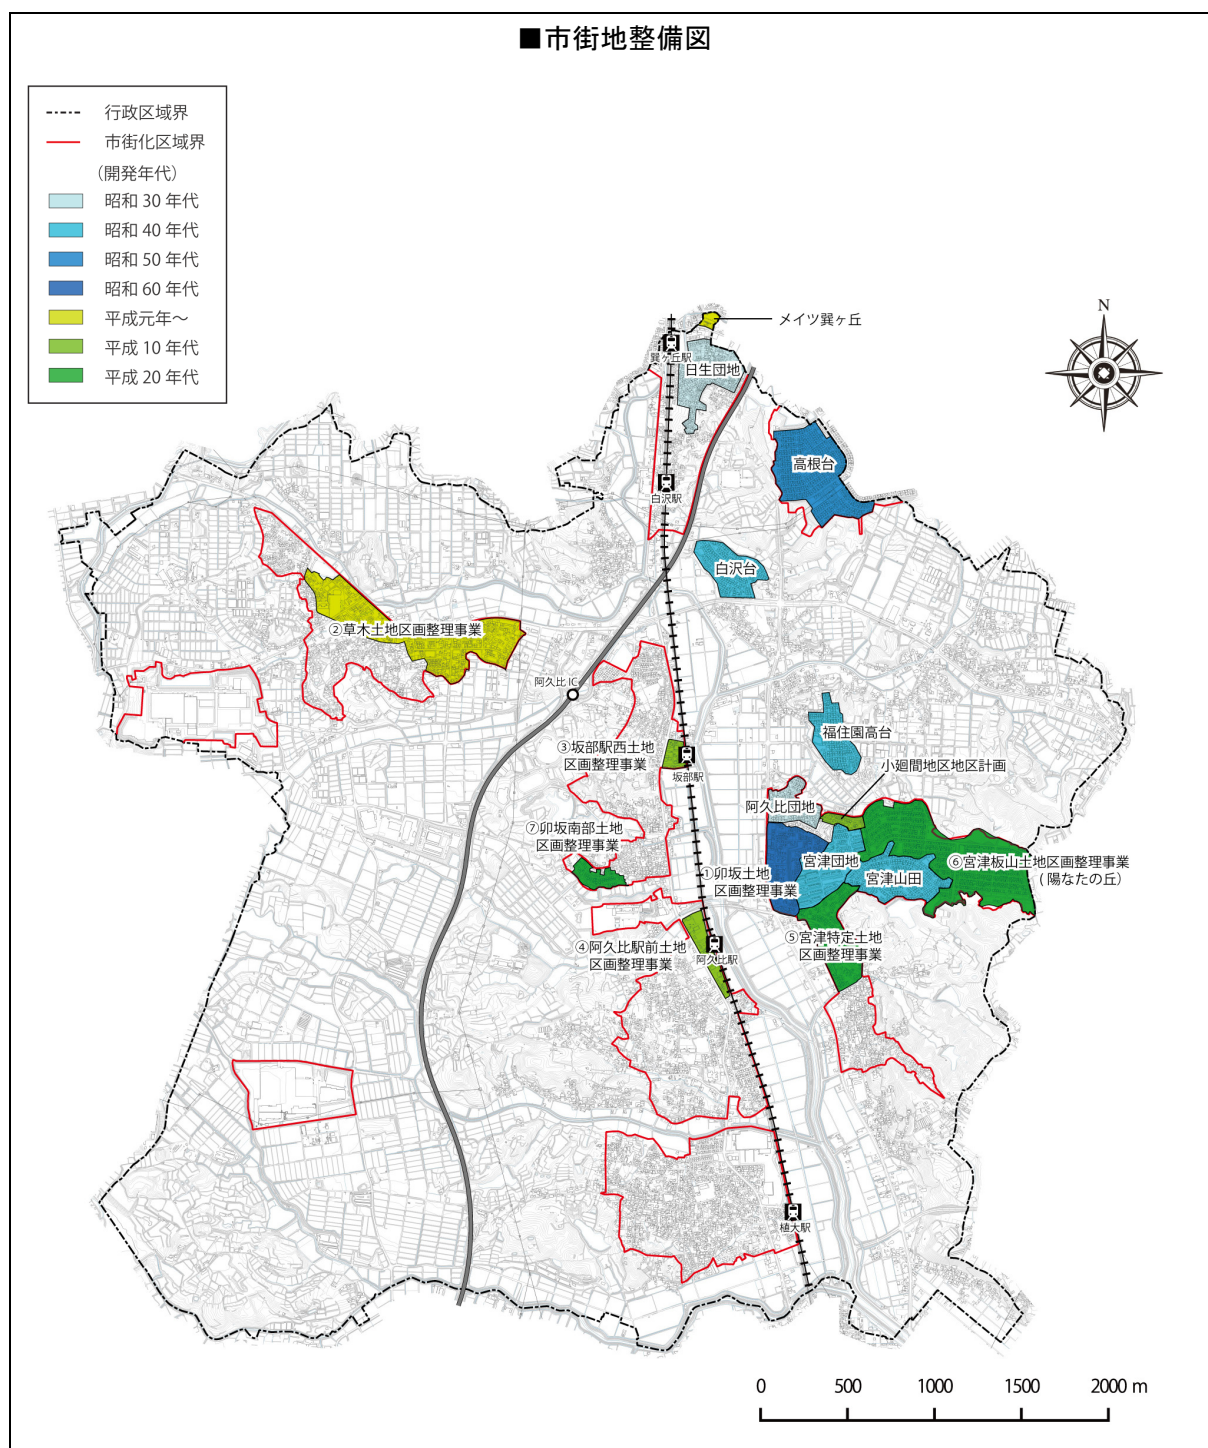 ■市街地整備図
行政区域界
市街化区域界
（開発年代）
昭和 30 年代
昭和 40 年代
昭和 50 年代
昭和 60 年代
平成元年～
平成 10 年代
平成 20 年代
N
メイツ巽ヶ丘
巽ヶ丘駅
日生団地
高根台
白沢駅
白沢台
②草木土地区画整理事業
阿久比 IC
福住園高台
③坂部駅西土地
区画整理事業
坂部駅
小廻間地区地区計画
阿久比団地
⑦卯坂南部土地
区画整理事業
宮津団地
⑥宮津板山土地区画整理事業
（陽なたの丘）
①卯坂土地
区画整理事業
宮津山田
⑤宮津特定土地
区画整理事業
④阿久比駅前土地
区画整理事業
阿久比駅
植大駅
0 500 1000 1500 2000 m